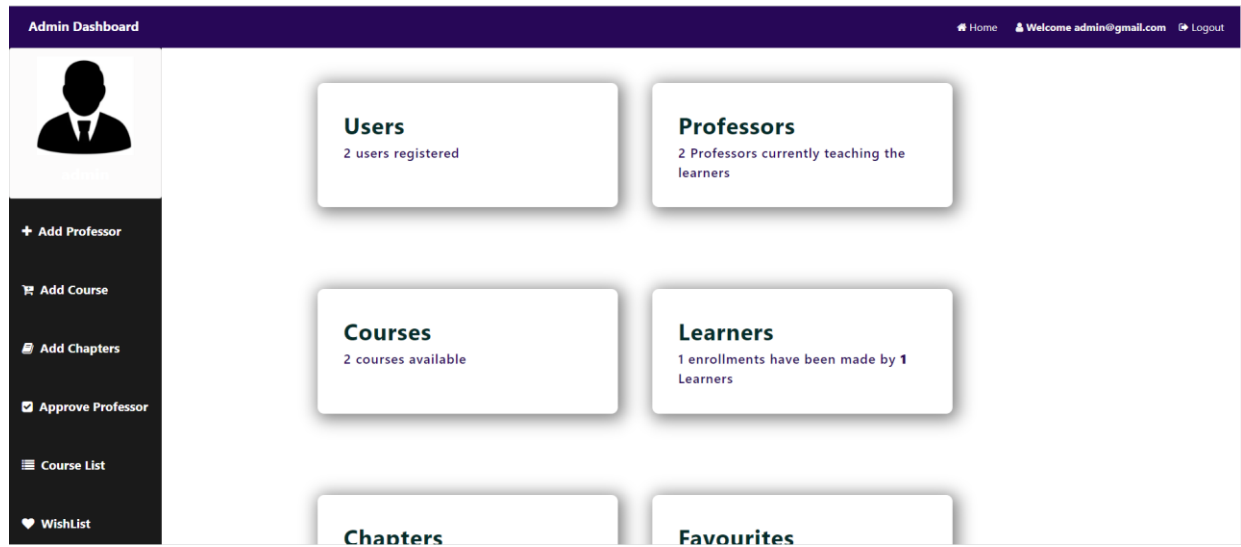 Admin Dashboard
Home Welcome admin@gmail.com Logout
Users
2 users registered
Professors
2 Professors currently teaching the
learners
Add Professor
Add Course
Add Chapters
Approve Professor
Course List
WishList
Courses
2 courses available
Learners
1 enrollments have been made by 1
Learners
Chapters
Favourites